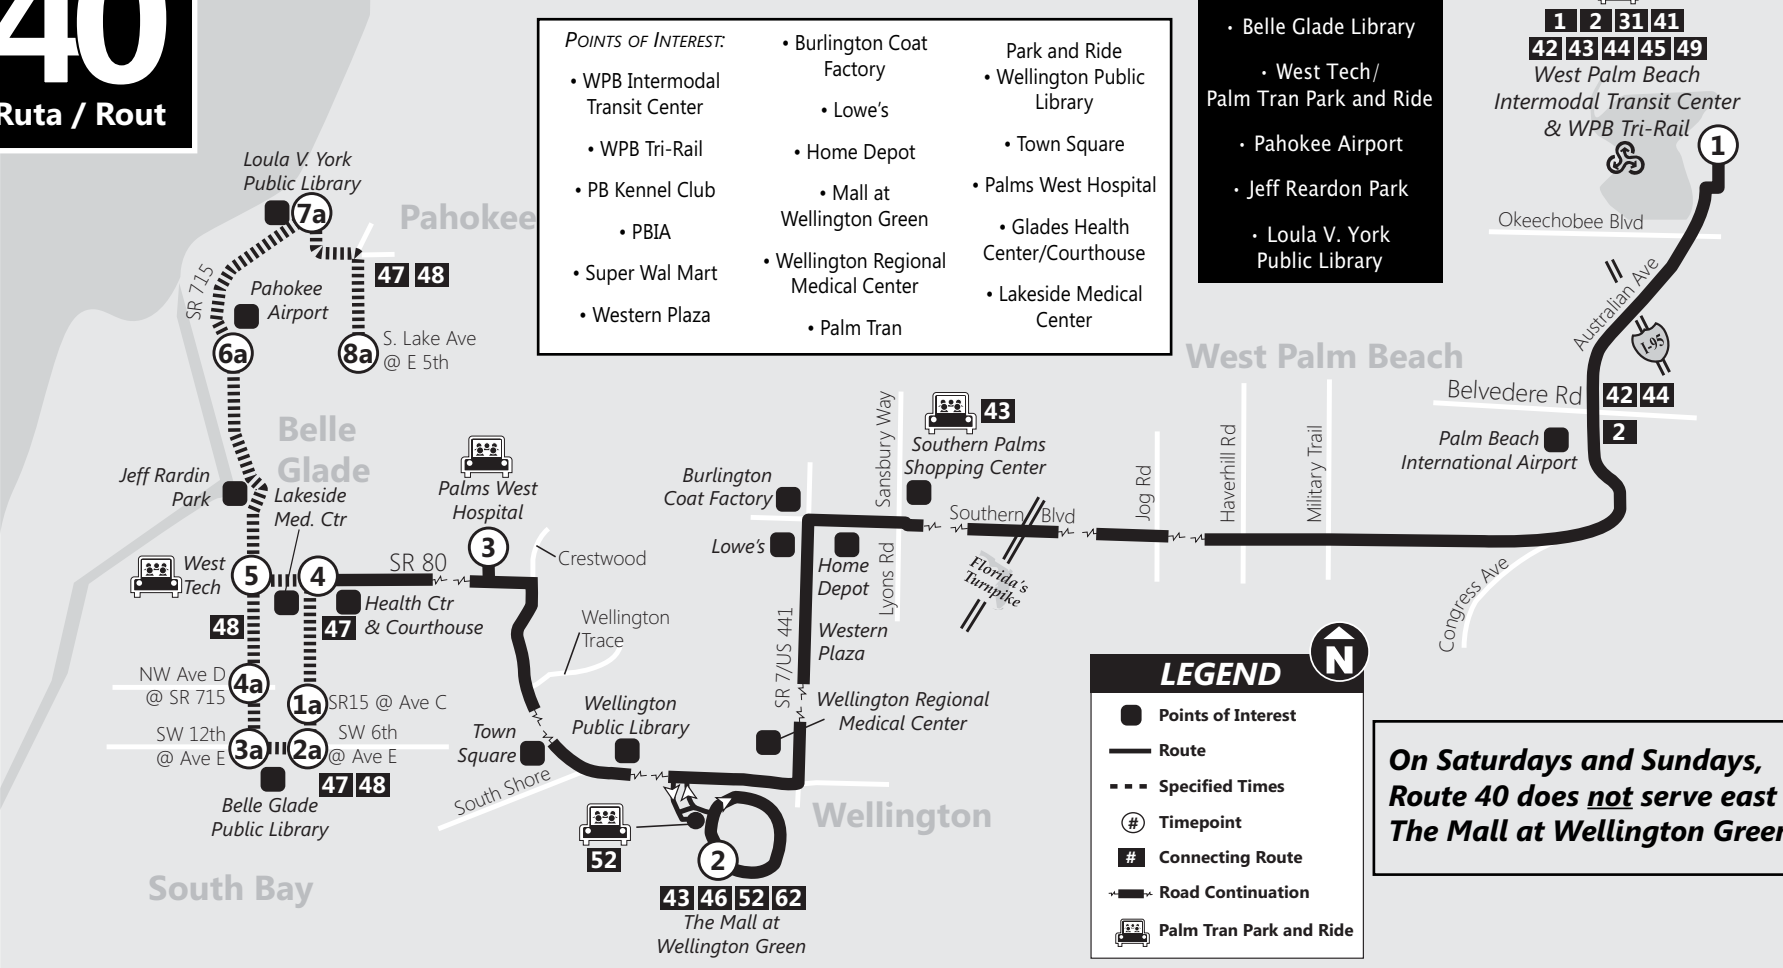 40
Ruta / Rout
POINTS OF INTEREST:
• WPB Intermodal
Transit Center
• WPB Tri-Rail
• PB Kennel Club
• PBIA
• Super Wal Mart
• Western Plaza
• Burlington Coat
Factory
• Lowe's
• Home Depot
• Mall at
Wellington Green
• Wellington Regional
Medical Center
• Palm Tran
Park and Ride
• Wellington Public
Library
• Town Square
• Palms West Hospital
• Glades Health
Center/Courthouse
• Lakeside Medical
Center
• Belle Glade Library
• West Tech/
Palm Tran Park and Ride
• Pahokee Airport
• Jeff Reardon Park
• Loula V. York
Public Library
1 2 31 41
42 43 44 45 49
West Palm Beach
Intermodal Transit Center
& WPB Tri-Rail
1
Okeechobee Blvd
Australian Ave
I-95
West Palm Beach
Belvedere Rd
42 44
2
Palm Beach
International Airport
Congress Ave
Military Trail
Haverhill Rd
Jog Rd
Southern Blvd
Florida's
Turnpike
43
Southern Palms
Shopping Center
Sansbury Way
Lyons Rd
Burlington
Coat Factory
Lowe's
Home
Depot
SR 7/US 441
Western
Plaza
Wellington Regional
Medical Center
Wellington
52
2
43 46 52 62
The Mall at
Wellington Green
Wellington
Public Library
Town
Square
South Shore
Wellington
Trace
Crestwood
Palms West
Hospital
3
SR 80
Loula V. York
Public Library
7a
Pahokee
47 48
SR 715
Pahokee
Airport
6a
8a
S. Lake Ave
@ E 5th
Belle
Glade
Jeff Rardin
Park
Lakeside
Med. Ctr
West
Tech
5
4
Health Ctr
& Courthouse
48
47
NW Ave D
@ SR 715
4a
1a
SR15 @ Ave C
SW 12th
@ Ave E
3a
2a
SW 6th
@ Ave E
47 48
Belle Glade
Public Library
South Bay
N
LEGEND
Points of Interest
Route
Specified Times
# Timepoint
# Connecting Route
Road Continuation
Palm Tran Park and Ride
On Saturdays and Sundays,
Route 40 does not serve east
The Mall at Wellington Green